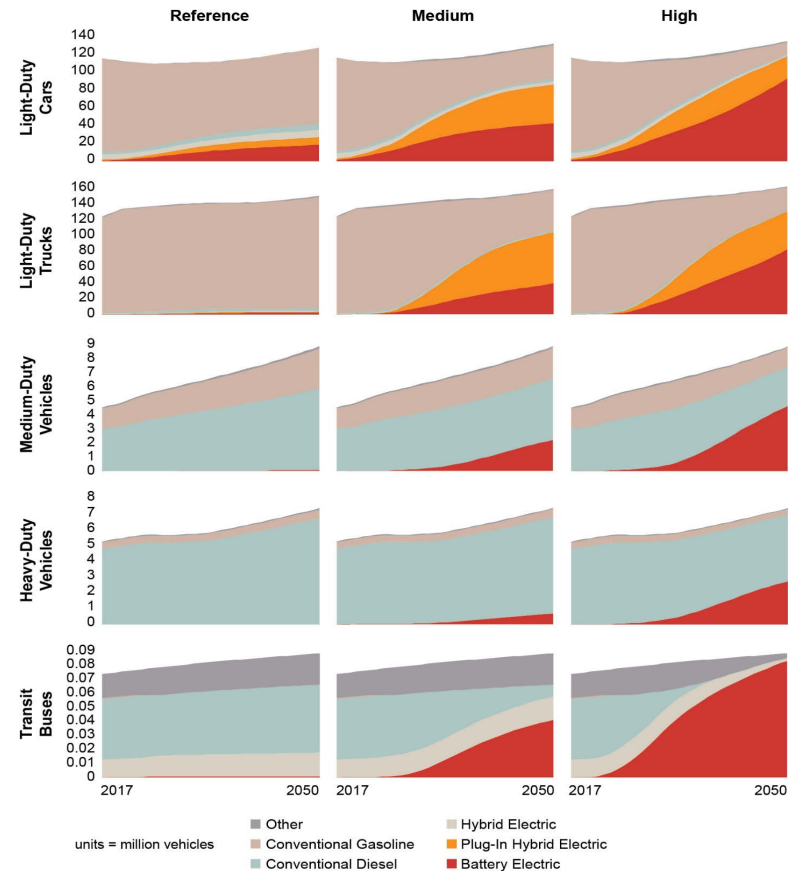 Reference Medium High
Light-Duty
Cars
140
120
100
80
60
40
20
0
Light-Duty
Trucks
160
140
120
100
80
60
40
20
0
Medium-Duty
Vehicles
9
8
7
6
5
4
3
2
1
0
Heavy-Duty
Vehicles
8
7
6
5
4
3
2
1
0
Transit
Buses
0.09
0.08
0.07
0.06
0.05
0.04
0.03
0.02
0.01
0
2017 2050 2017 2050 2017 2050
units = million vehicles
Other
Conventional Gasoline
Conventional Diesel
Hybrid Electric
Plug-In Hybrid Electric
Battery Electric